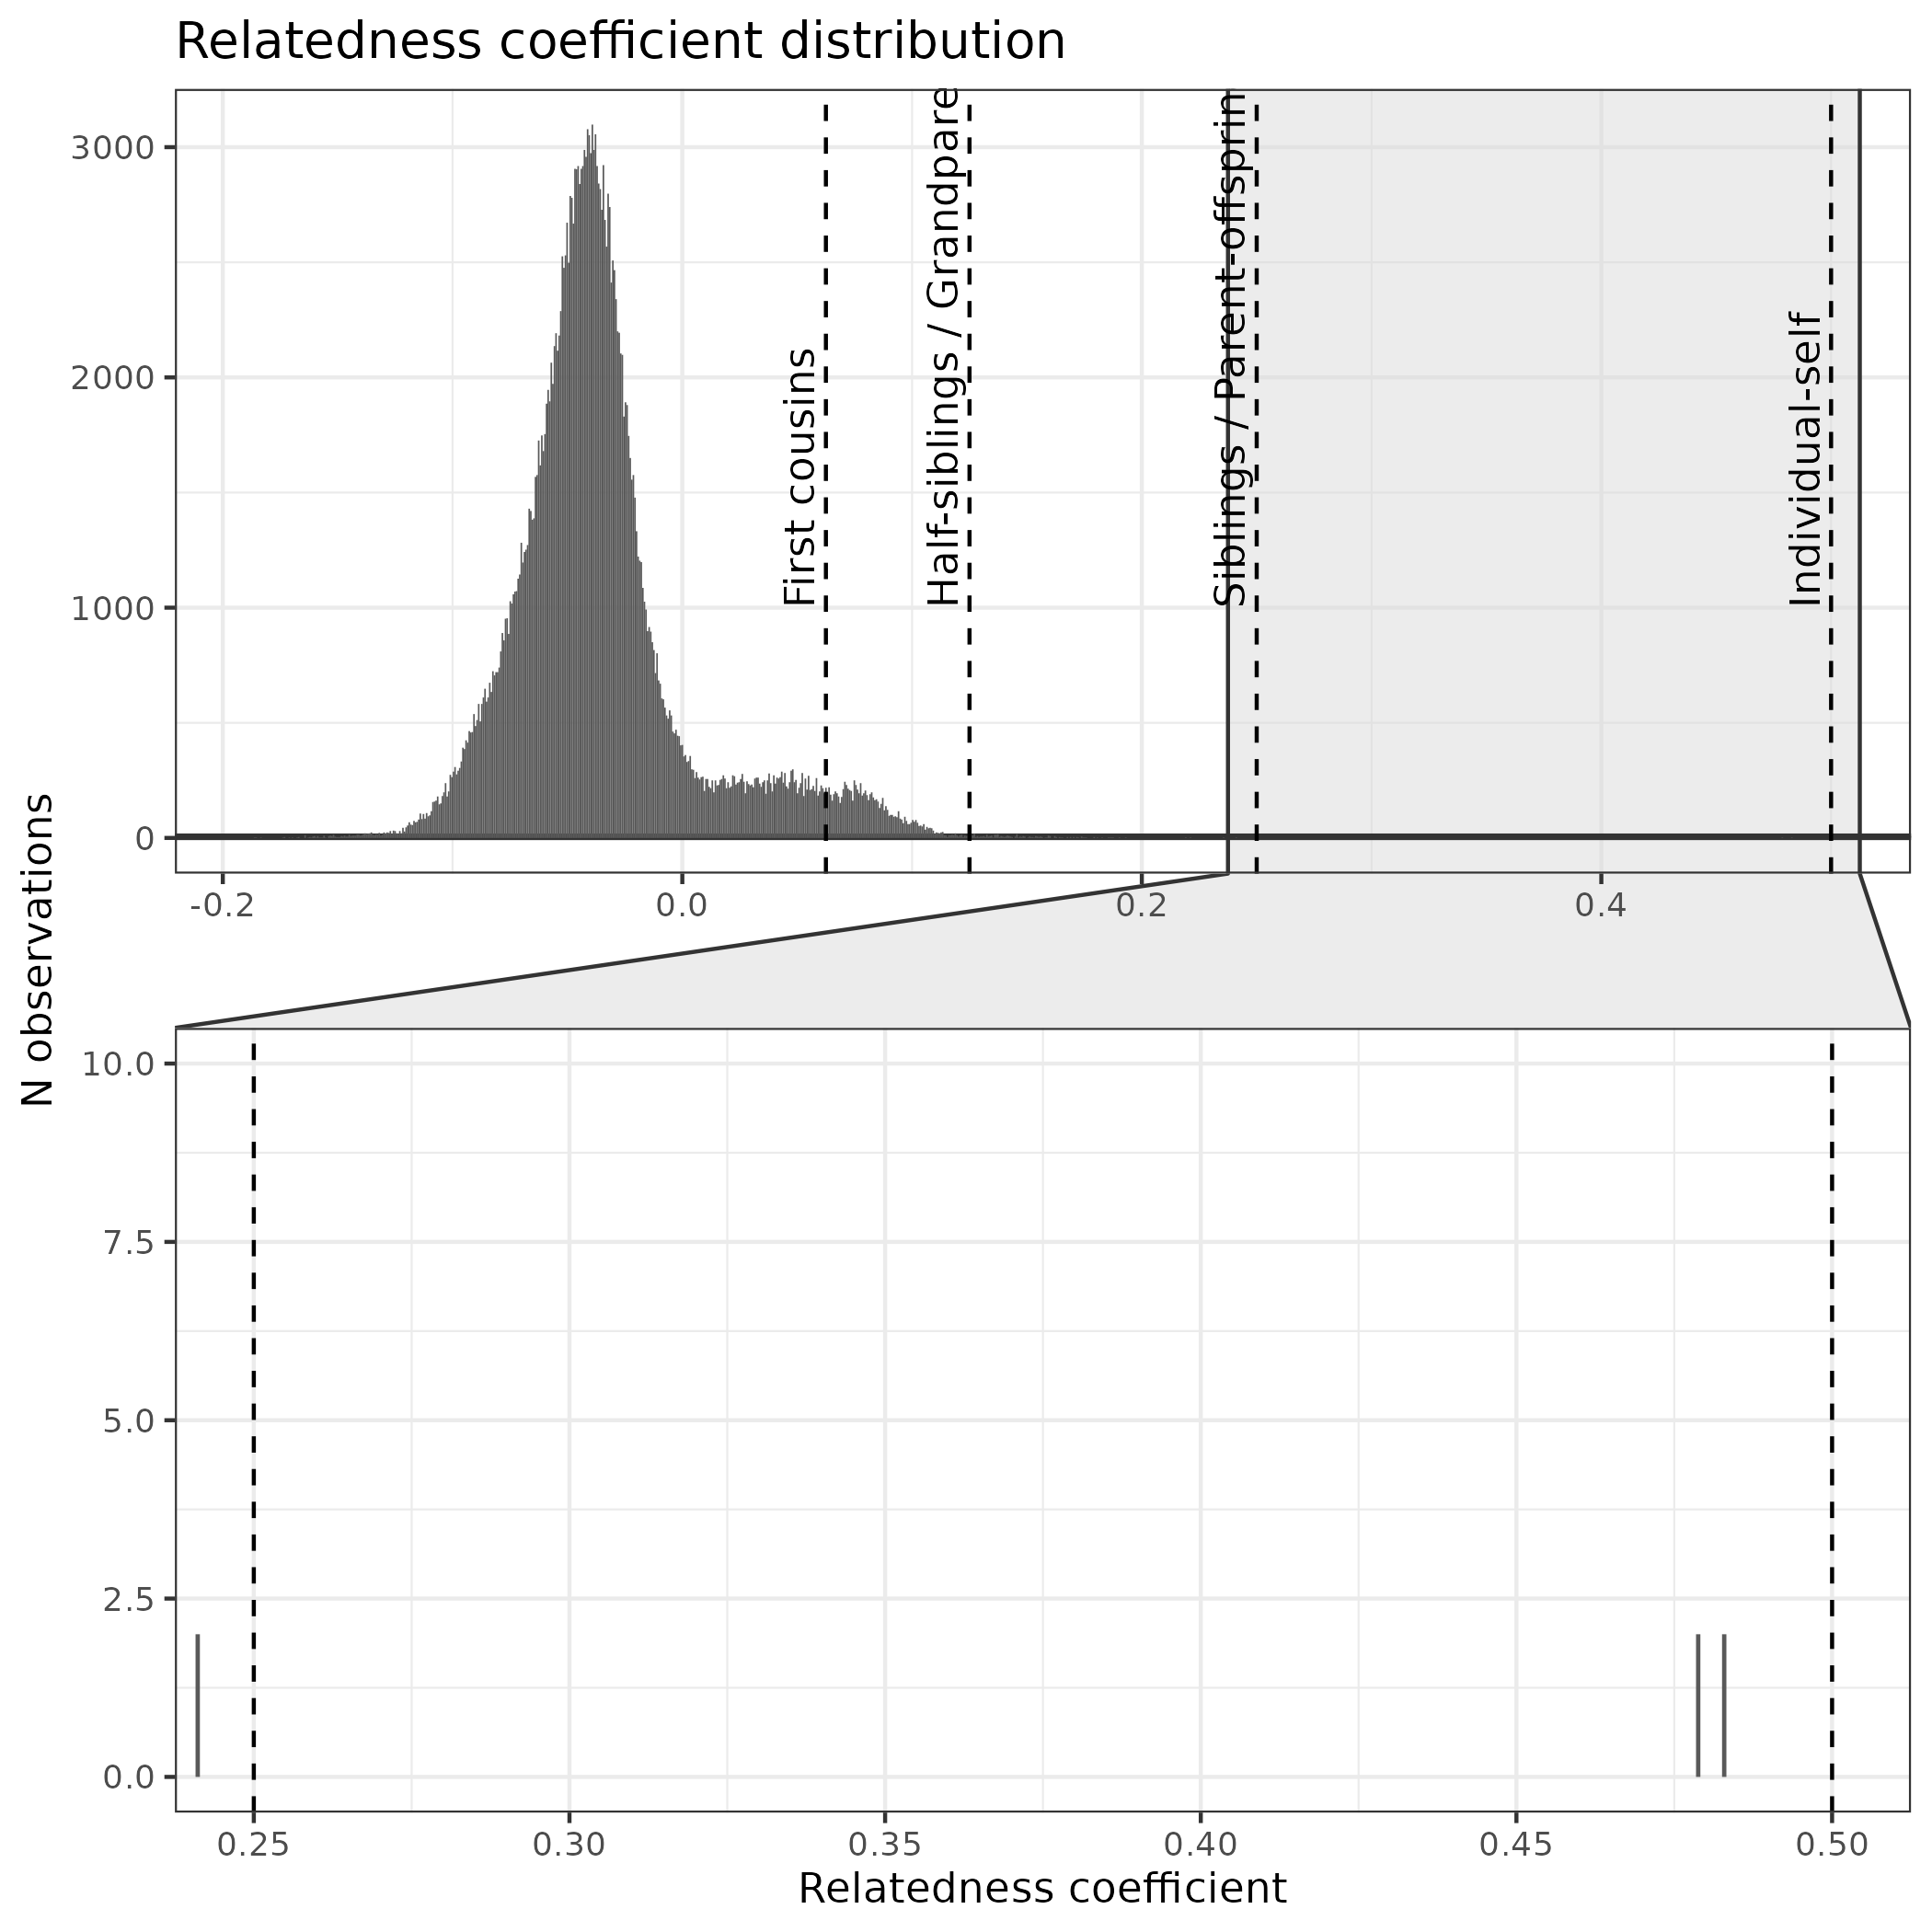 Relatedness coefficient distribution
N observations
3000
2000
1000
0
First cousins
Half-siblings / Grandpare
Siblings / Parent-offsprin
Individual-self
-0.2
0.0
0.2
0.4
10.0
7.5
5.0
2.5
0.0
0.25
0.30
0.35
0.40
0.45
0.50
Relatedness coefficient